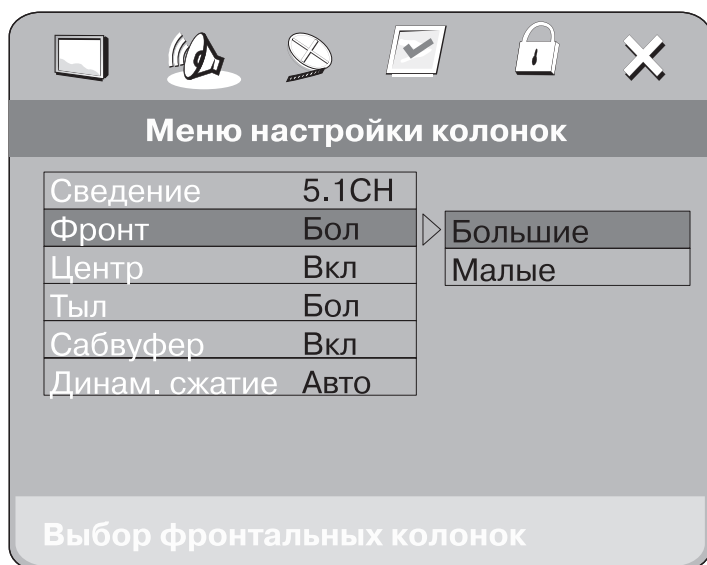 Меню настройки колонок
Сведение 5.1CH
Фронт Бол Большие
Центр Вкл Малые
Тыл Бол
Сабвуфер Вкл
Динам. сжатие Авто
Выбор фронтальных колонок